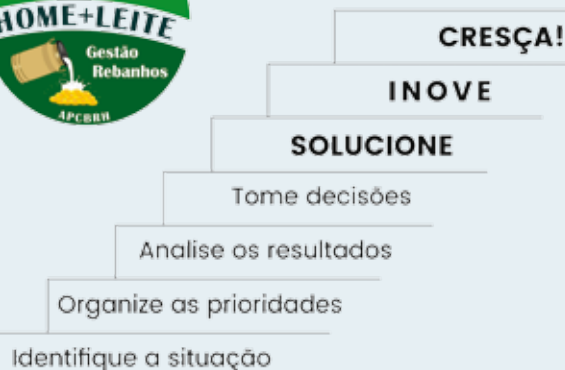 HOME+LEITE
Gestão
Rebanhos
APCBRH
CRESÇA!
INOVE
SOLUCIONE
Tome decisões
Analise os resultados
Organize as prioridades
Identifique a situação